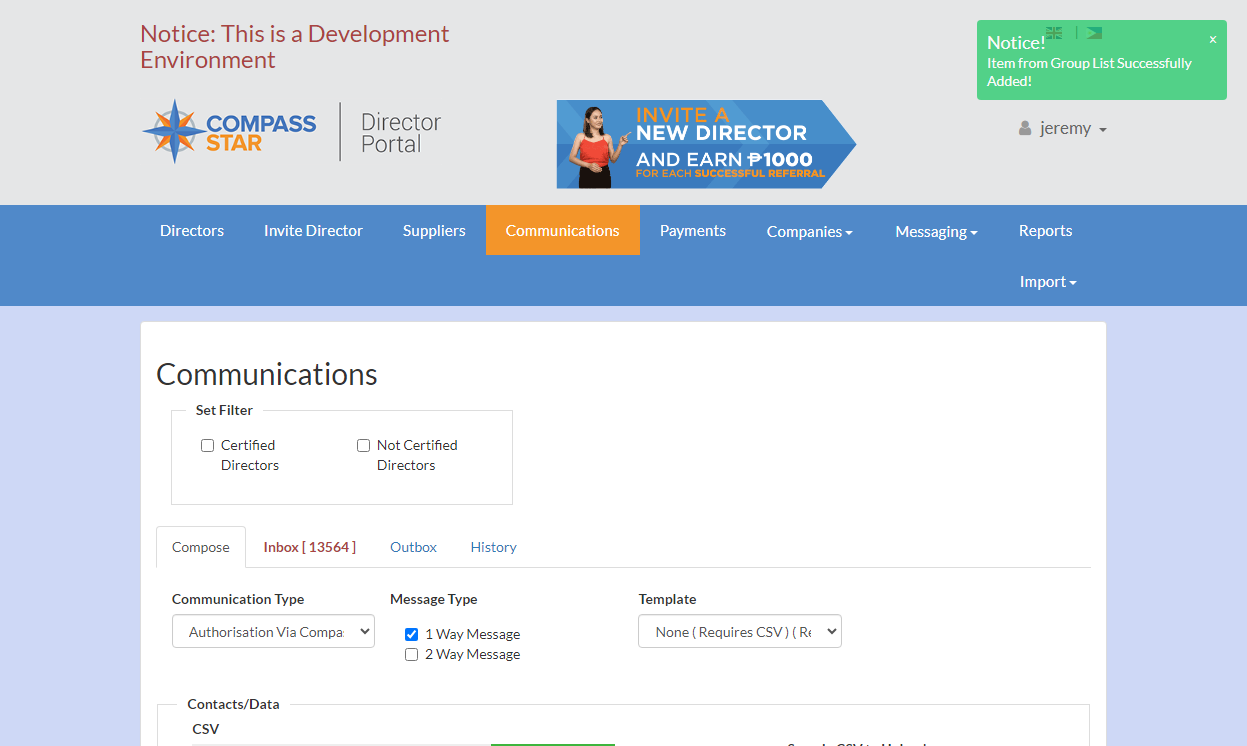 Notice: This is a Development
Environment
Notice!
×
Item from Group List Successfully
Added!
COMPASS
STAR
Director
Portal
INVITE A
NEW DIRECTOR
AND EARN ₱1000
FOR EACH SUCCESSFUL REFERRAL
jeremy
Directors
Invite Director
Suppliers
Communications
Payments
Companies
Messaging
Reports
Import
Communications
Set Filter
Certified
Directors
Not Certified
Directors
Compose
Inbox [ 13564 ]
Outbox
History
Communication Type
Message Type
Template
Authorisation Via Compa
1 Way Message
2 Way Message
None ( Requires CSV ) ( Re
Contacts/Data
CSV